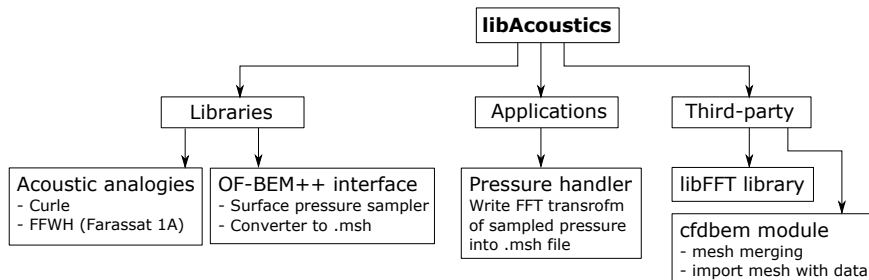 libAcoustics
Libraries
Applications
Third-party
Acoustic analogies
- Curle
- FFWH (Farassat 1A)
OF-BEM++ interface
- Surface pressure sampler
- Converter to .msh
Pressure handler
Write FFT transrofm
of sampled pressure
into .msh file
libFFT library
cfdbem module
- mesh merging
- import mesh with data